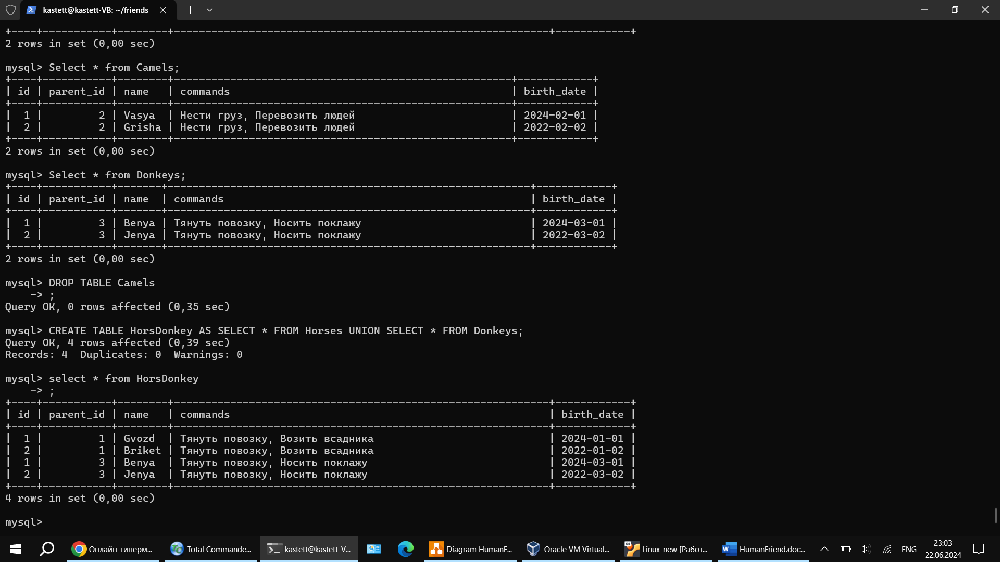 kastett@kastett-VB: ~/friends
+----+-----------+--------+------------------------------------------------------------+------------+
2 rows in set (0,00 sec)
mysql> Select * from Camels;
+----+-----------+--------+------------------------------------------------------+------------+
| id | parent_id | name   | commands                                             | birth_date |
+----+-----------+--------+------------------------------------------------------+------------+
|  1 |         2 | Vasya  | Нести груз, Перевозить людей                         | 2024-02-01 |
|  2 |         2 | Grisha | Нести груз, Перевозить людей                         | 2022-02-02 |
+----+-----------+--------+------------------------------------------------------+------------+
2 rows in set (0,00 sec)
mysql> Select * from Donkeys;
+----+-----------+-------+----------------------------------------------------------+------------+
| id | parent_id | name  | commands                                                 | birth_date |
+----+-----------+-------+----------------------------------------------------------+------------+
|  1 |         3 | Benya | Тянуть повозку, Носить поклажу                           | 2024-03-01 |
|  2 |         3 | Jenya | Тянуть повозку, Носить поклажу                           | 2022-03-02 |
+----+-----------+-------+----------------------------------------------------------+------------+
2 rows in set (0,00 sec)
mysql> DROP TABLE Camels
    -> ;
Query OK, 0 rows affected (0,35 sec)
mysql> CREATE TABLE HorsDonkey AS SELECT * FROM Horses UNION SELECT * FROM Donkeys;
Query OK, 4 rows affected (0,39 sec)
Records: 4  Duplicates: 0  Warnings: 0
mysql> select * from HorsDonkey
    -> ;
+----+-----------+--------+------------------------------------------------------------+------------+
| id | parent_id | name   | commands                                                   | birth_date |
+----+-----------+--------+------------------------------------------------------------+------------+
|  1 |         1 | Gvozd  | Тянуть повозку, Возить всадника                            | 2024-01-01 |
|  2 |         1 | Briket | Тянуть повозку, Возить всадника                            | 2022-01-02 |
|  1 |         3 | Benya  | Тянуть повозку, Носить поклажу                             | 2024-03-01 |
|  2 |         3 | Jenya  | Тянуть повозку, Носить поклажу                             | 2022-03-02 |
+----+-----------+--------+------------------------------------------------------------+------------+
4 rows in set (0,00 sec)
mysql>
Онлайн-гиперм... Total Commande... kastett@kastett-V... Diagram HumanF... Oracle VM Virtual... 64 Linux_new [Работ... HumanFriend.doc... ENG 23:03
22.06.2024